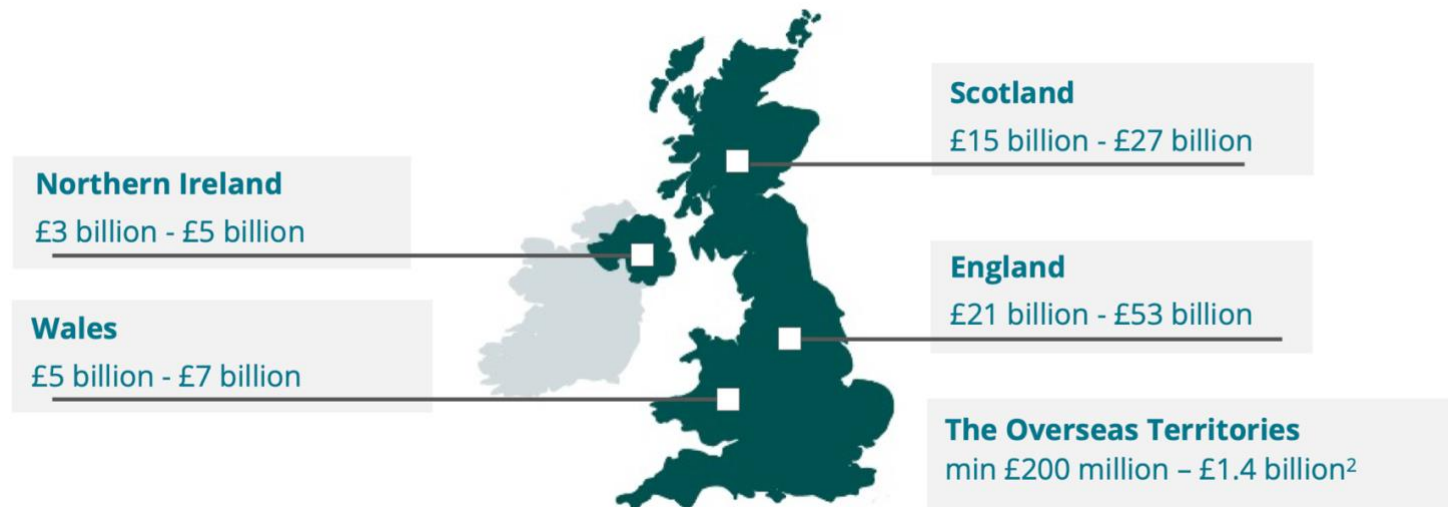 Scotland
£15 billion - £27 billion
Northern Ireland
£3 billion - £5 billion
England
£21 billion - £53 billion
Wales
£5 billion - £7 billion
The Overseas Territories
min £200 million – £1.4 billion²